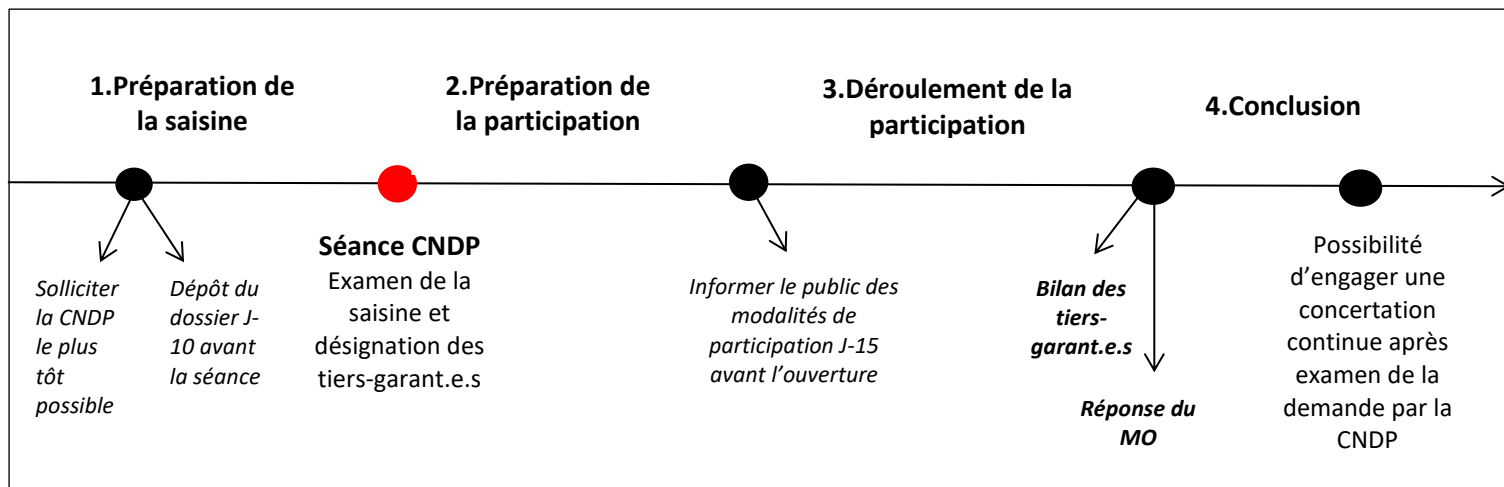 1.Préparation de
la saisine
2.Préparation de
la participation
3.Déroulement de la
participation
4.Conclusion
Solliciter
la CNDP
le plus
tôt
possible
Dépôt du
dossier J-
10 avant
la séance
Séance CNDP
Examen de la
saisine et
désignation des
tiers-garant.e.s
Informer le public des
modalités de
participation J-15
avant l’ouverture
Bilan des
tiers-
garant.e.s
Réponse du
MO
Possibilité
d’engager une
concertation
continue après
examen de la
demande par la
CNDP